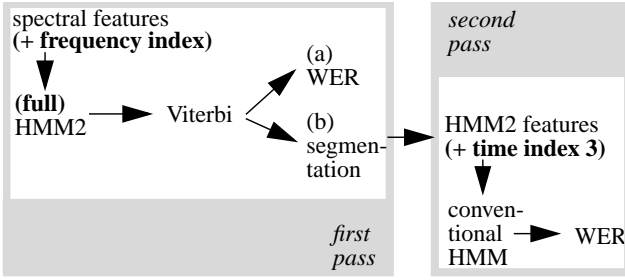 spectral features
(+ frequency index)
(full)
HMM2
Viterbi
(a)
WER
(b)
segmen-
tation
first
pass
second
pass
HMM2 features
(+ time index 3)
conven-
tional
HMM
WER